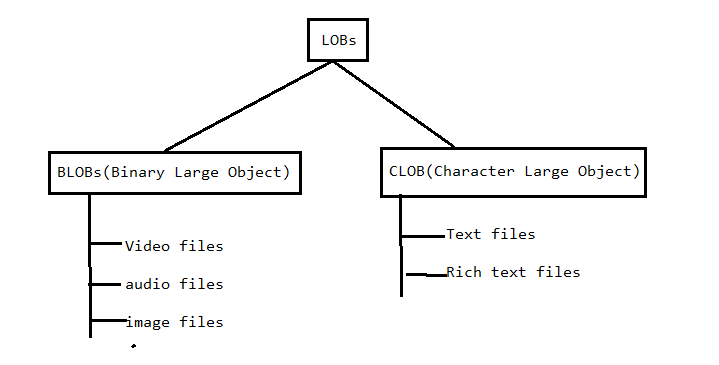 LOBs
BLOBs(Binary Large Object)
CLOB(Character Large Object)
Video files
audio files
image files
Text files
Rich text files